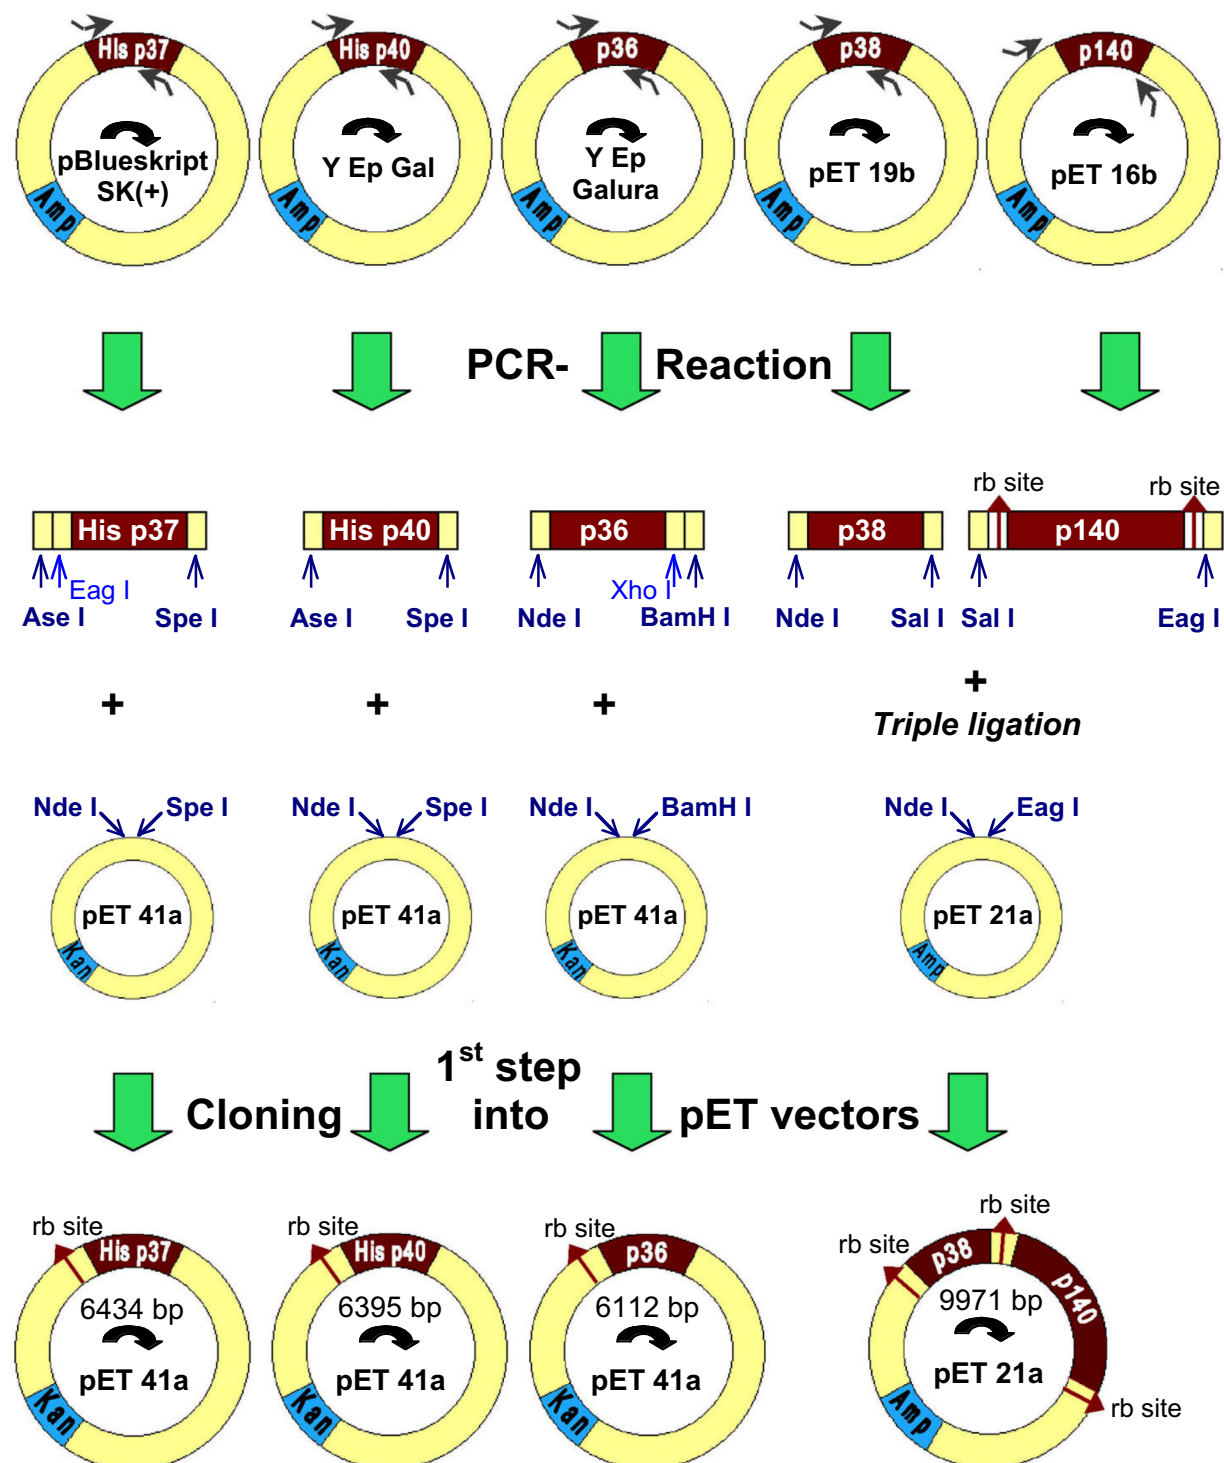 His p37
His p40
p36
p38
p140
pBlueskript
SK(+)
Y Ep Gal
Y Ep
Galura
pET 19b
pET 16b
Amp
Amp
Amp
Amp
Amp
PCR- Reaction
rb site
rb site
His p37
His p40
p36
p38
p140
Eag I
Xho I
Ase I
Spe I
Ase I
Spe I
Nde I
BamH I
Nde I
Sal I
Sal I
Eag I
+
+
+
+
Triple ligation
Nde I
Spe I
Nde I
Spe I
Nde I
BamH I
Nde I
Eag I
pET 41a
pET 41a
pET 41a
pET 21a
Kan
Kan
Kan
Amp
1st step
Cloning into pET vectors
rb site
rb site
rb site
rb site
rb site
His p37
His p40
p36
p38
p140
6434 bp
6395 bp
6112 bp
9971 bp
pET 41a
pET 41a
pET 41a
pET 21a
rb site
Kan
Kan
Kan
Amp